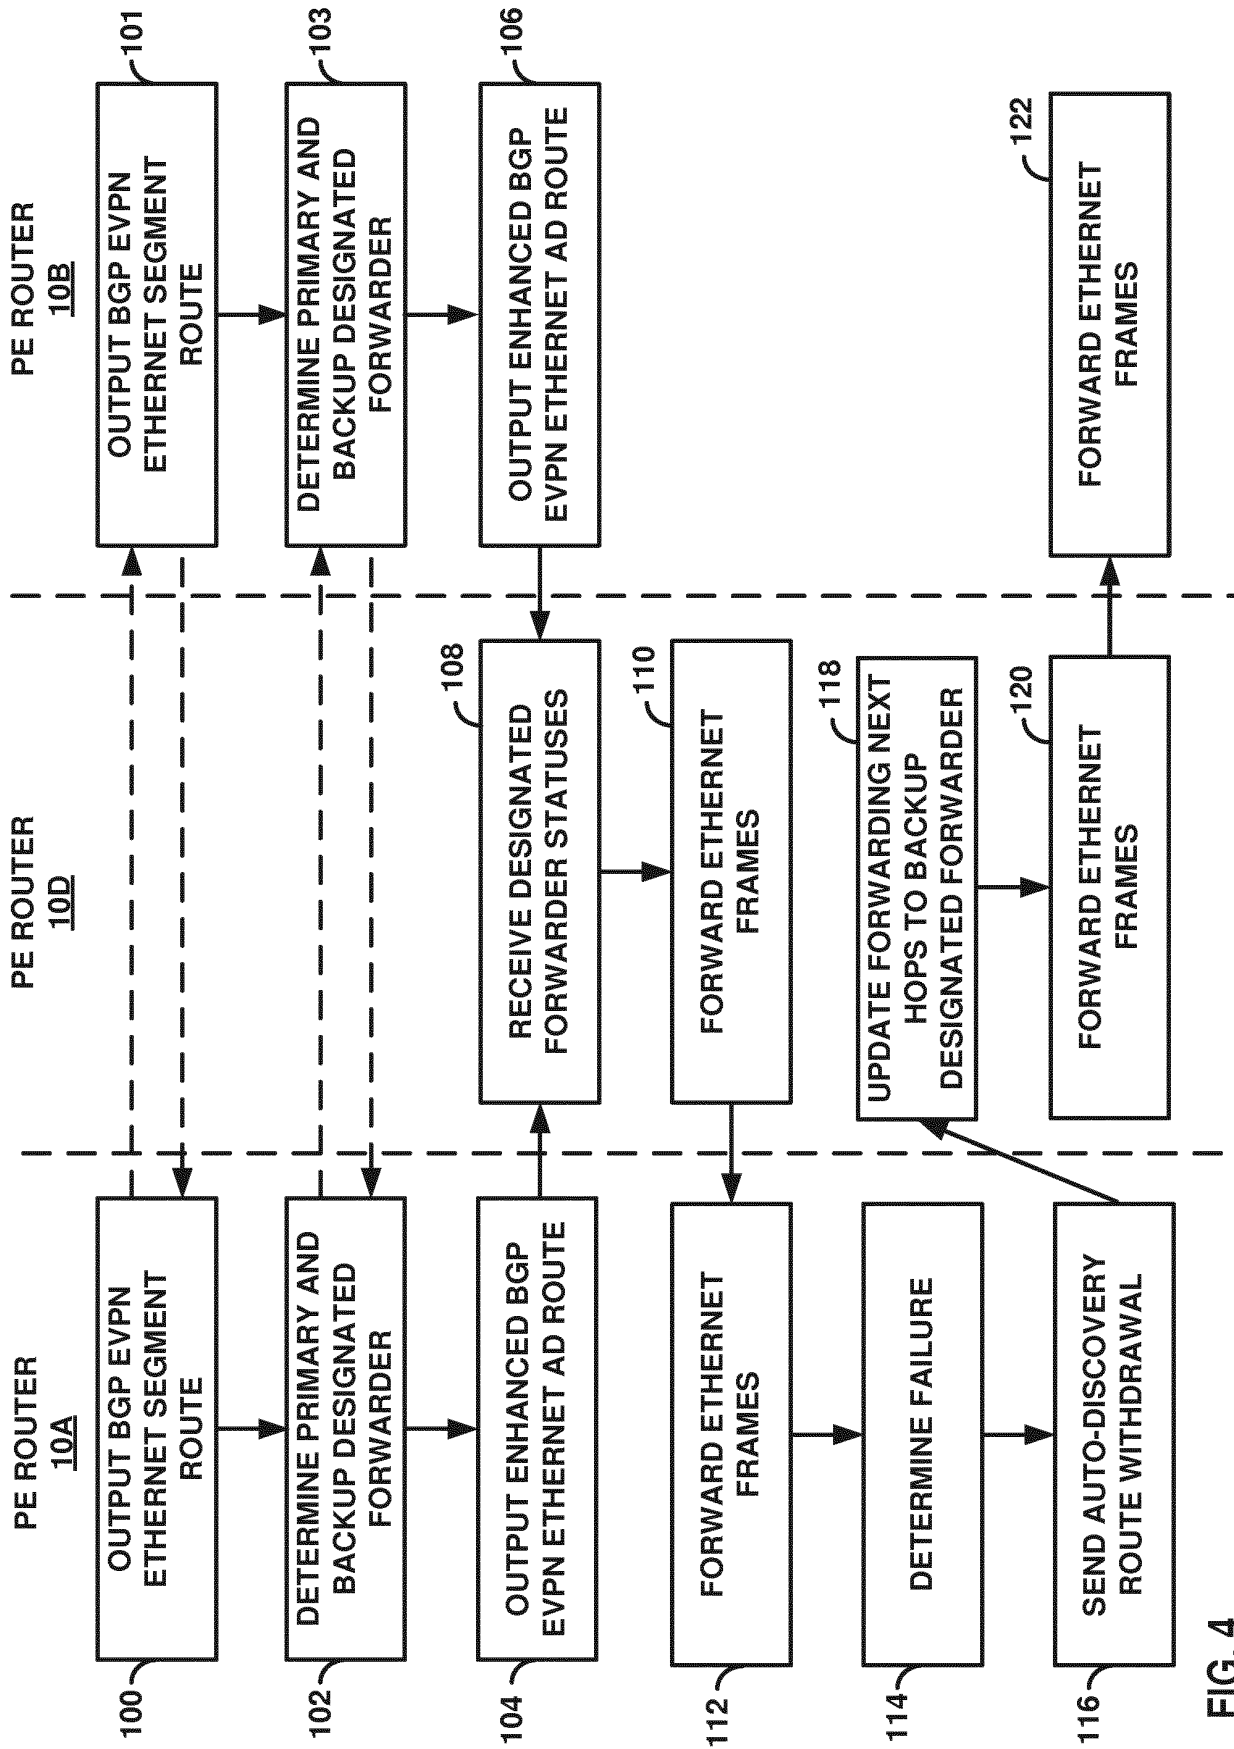 PE ROUTER
10A
PE ROUTER
10D
PE ROUTER
10B
OUTPUT BGP EVPN
ETHERNET SEGMENT
ROUTE
100
OUTPUT BGP EVPN
ETHERNET SEGMENT
ROUTE
101
DETERMINE PRIMARY AND
BACKUP DESIGNATED
FORWARDER
102
DETERMINE PRIMARY AND
BACKUP DESIGNATED
FORWARDER
103
OUTPUT ENHANCED BGP
EVPN ETHERNET AD ROUTE
104
RECEIVE DESIGNATED
FORWARDER STATUSES
108
OUTPUT ENHANCED BGP
EVPN ETHERNET AD ROUTE
106
FORWARD ETHERNET
FRAMES
112
FORWARD ETHERNET
FRAMES
110
DETERMINE FAILURE
114
UPDATE FORWARDING NEXT
HOPS TO BACKUP
DESIGNATED FORWARDER
118
SEND AUTO-DISCOVERY
ROUTE WITHDRAWAL
116
FORWARD ETHERNET
FRAMES
120
FORWARD ETHERNET
FRAMES
122
FIG. 4